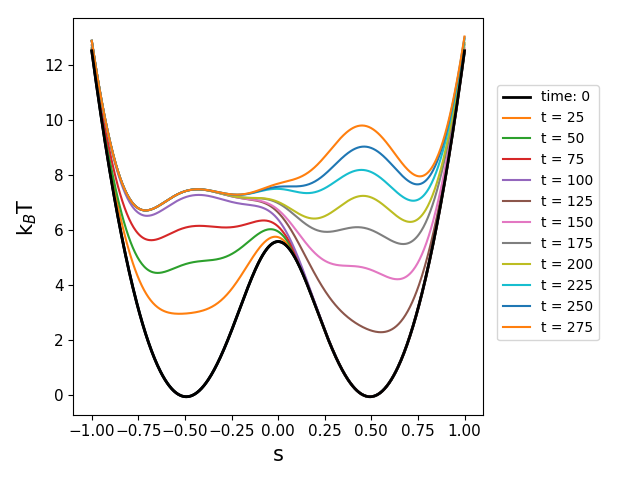 12
10
8
6
4
2
0
k_BT
−1.00 −0.75 −0.50 −0.25 0.00 0.25 0.50 0.75 1.00
s
time: 0
t = 25
t = 50
t = 75
t = 100
t = 125
t = 150
t = 175
t = 200
t = 225
t = 250
t = 275